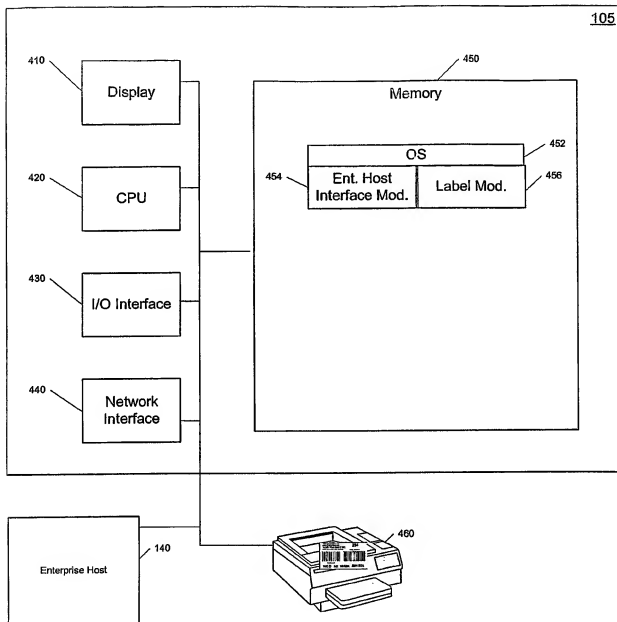 105
410
Display
420
CPU
430
I/O Interface
440
Network
Interface
450
Memory
OS
452
454
Ent. Host
Interface Mod.
Label Mod.
456
140
Enterprise Host
460